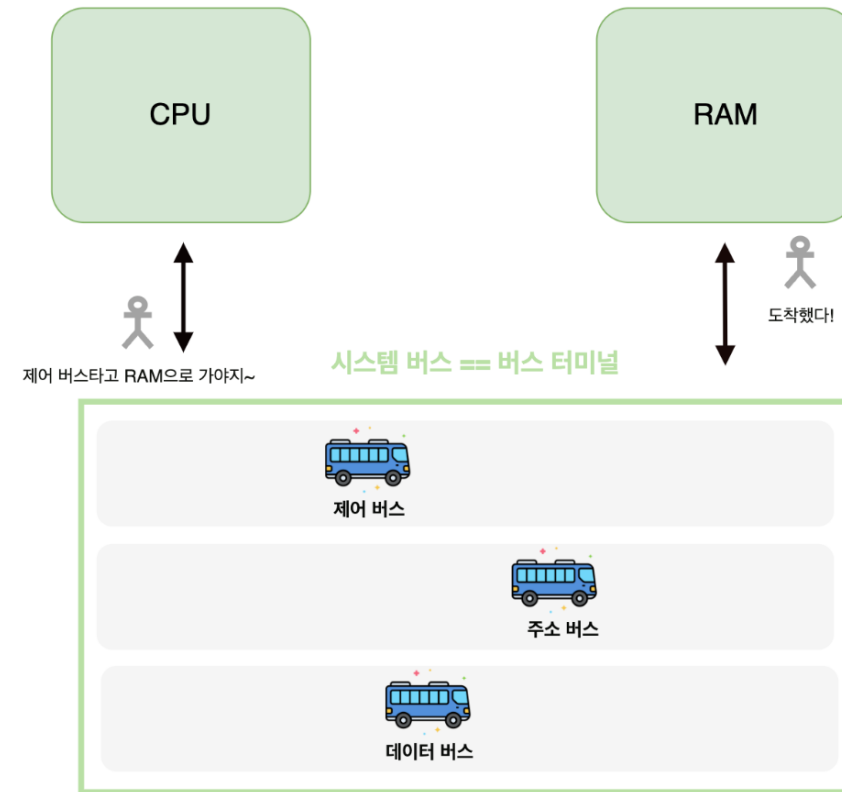 CPU
RAM
도착했다!
제어 버스타고 RAM으로 가야지~
시스템 버스 == 버스 터미널
제어 버스
주소 버스
데이터 버스